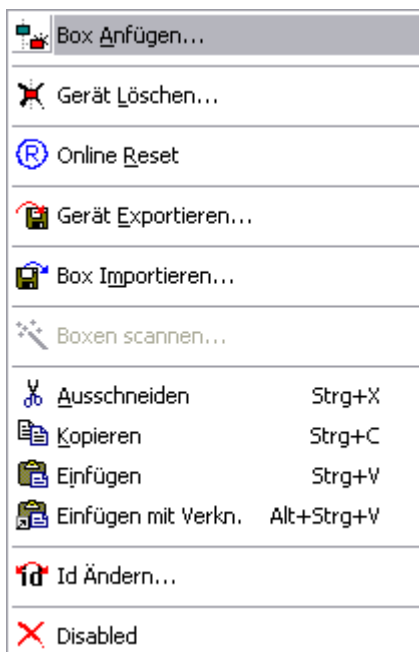 Box Anfügen...
Gerät Löschen...
Online Reset
Gerät Exportieren...
Box Importieren...
Boxen scannen...
Ausschneiden Strg+X
Kopieren Strg+C
Einfügen Strg+V
Einfügen mit Verkn. Alt+Strg+V
id Id Ändern...
Disabled